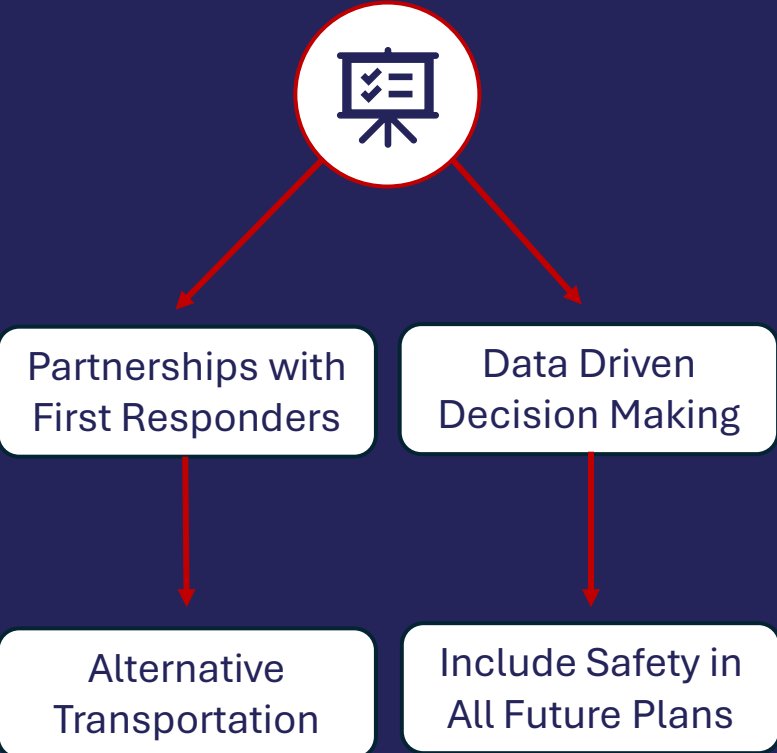 Partnerships with
First Responders
Data Driven
Decision Making
Alternative
Transportation
Include Safety in
All Future Plans